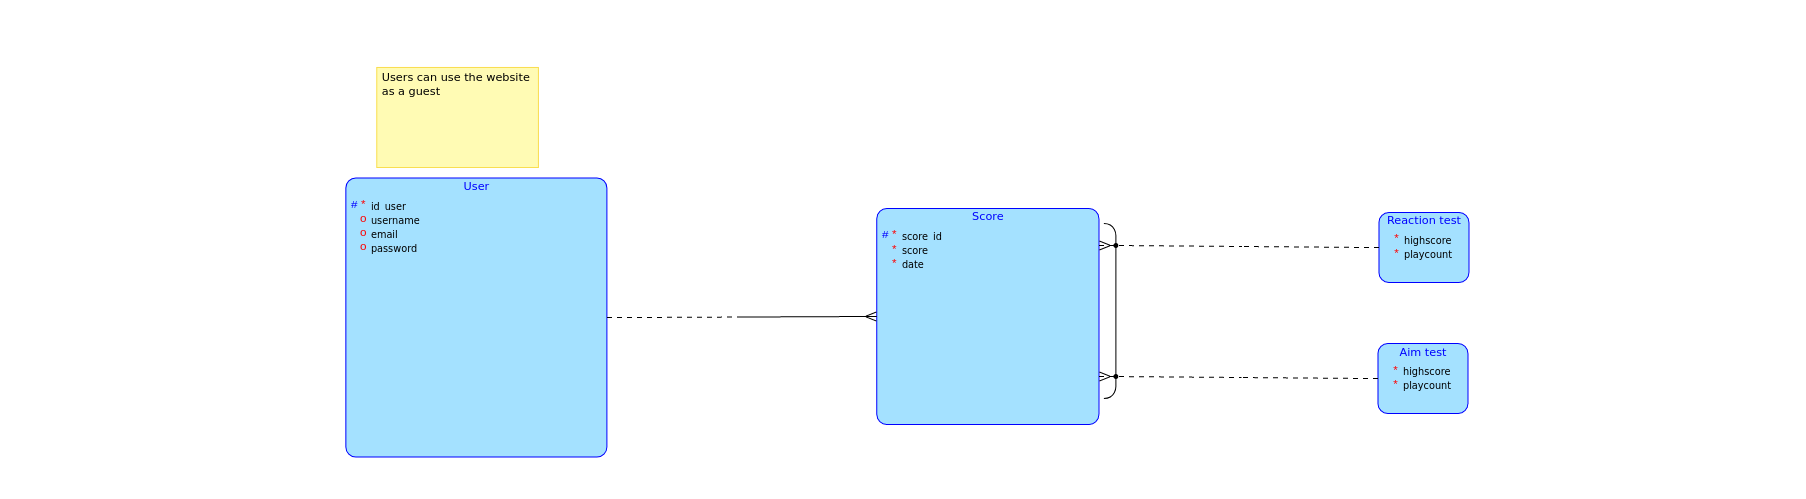 Users can use the website
as a guest
User
# * id_user
o username
o email
o password
Score
# * score_id
* score
* date
Reaction test
* highscore
* playcount
Aim test
* highscore
* playcount